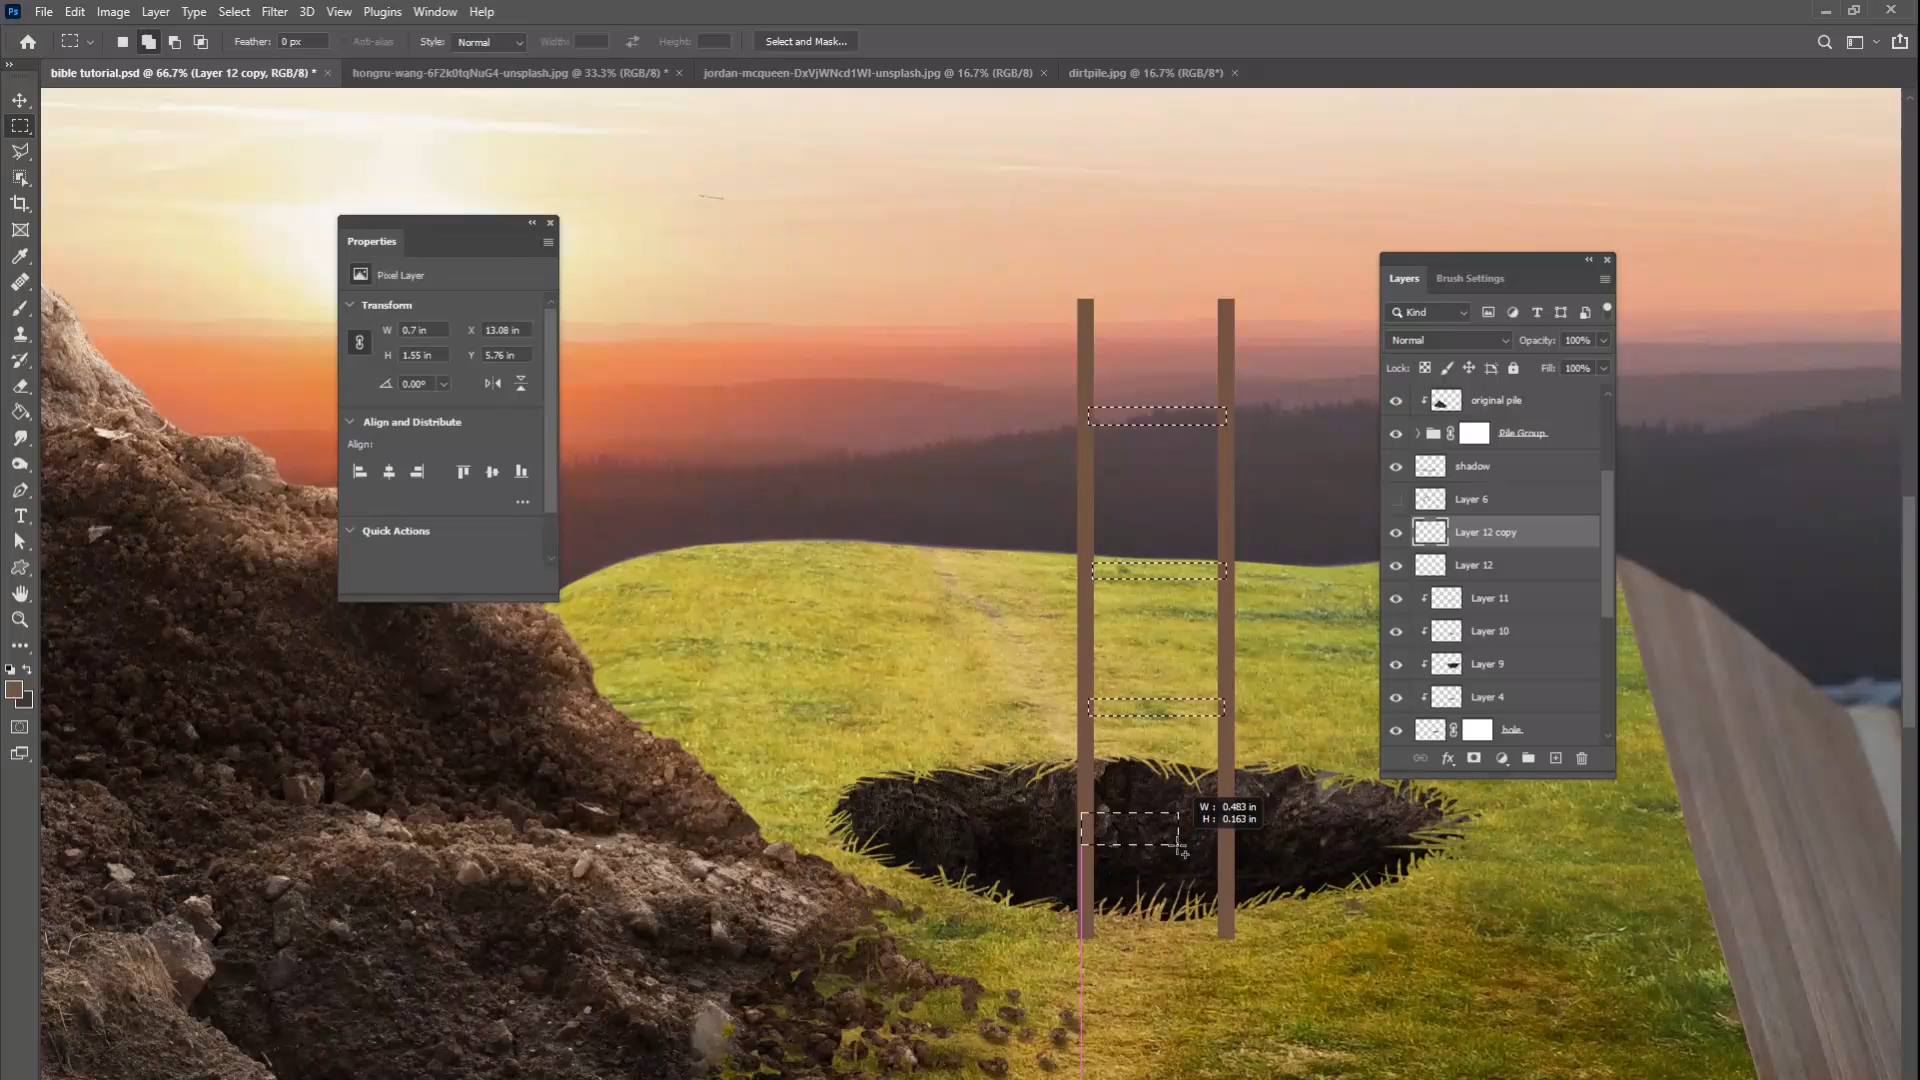 Ps File Edit Image Layer Type Select Filter 3D View Plugins Window Help
Feather: 0 px Anti-alias Style: Normal Width: Height: Select and Mask...
bible tutorial.psd @ 66.7% (Layer 12 copy, RGB/8) * × hongru-wang-6F2k0tqNuG4-unsplash.jpg @ 33.3% (RGB/8) * × jordan-mcqueen-DxVjWNcd1WI-unsplash.jpg @ 16.7% (RGB/8) × dirtpile.jpg @ 16.7% (RGB/8*) ×
Properties
Pixel Layer
Transform
W 0.7 in X 13.08 in
H 1.55 in Y 5.76 in
0.00°
Align and Distribute
Align:
Quick Actions
Layers Brush Settings
Kind
Normal Opacity: 100%
Lock: Fill: 100%
original pile
Pile Group
shadow
Layer 6
Layer 12 copy
Layer 12
Layer 11
Layer 10
Layer 9
Layer 4
hole
fx
W : 0.483 in
H : 0.163 in